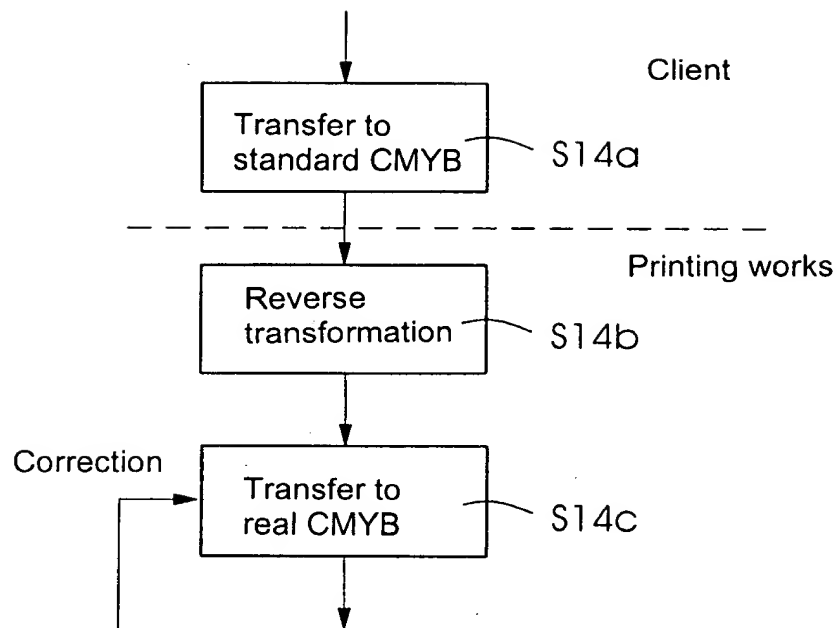 Client
Transfer to
standard CMYB
S14a
Printing works
Reverse
transformation
S14b
Correction
Transfer to
real CMYB
S14c